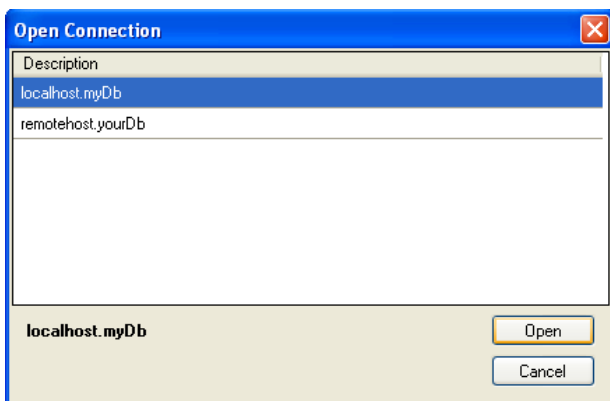 Open Connection
Description
localhost.myDb
remotehost.yourDb
localhost.myDb
Open
Cancel